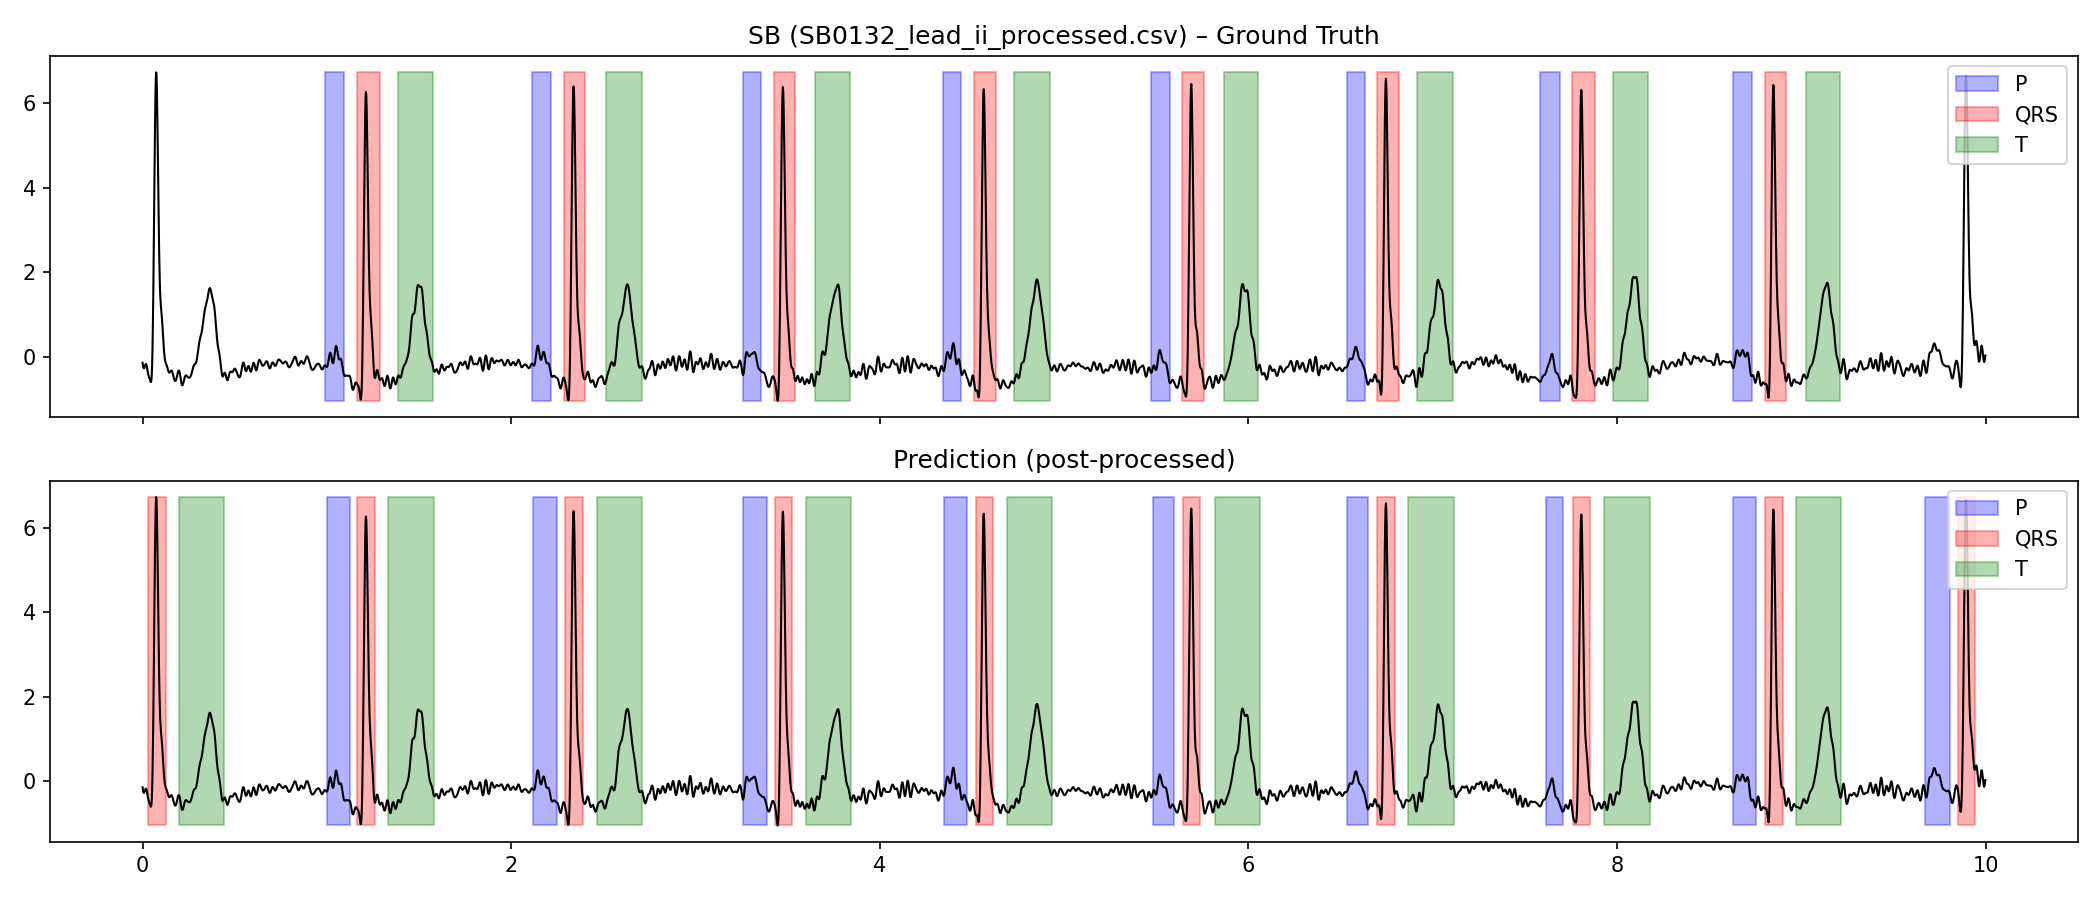 SB (SB0132_lead_ii_processed.csv) – Ground Truth
6
4
2
0
P
QRS
T
Prediction (post-processed)
6
4
2
0
P
QRS
T
0
2
4
6
8
10